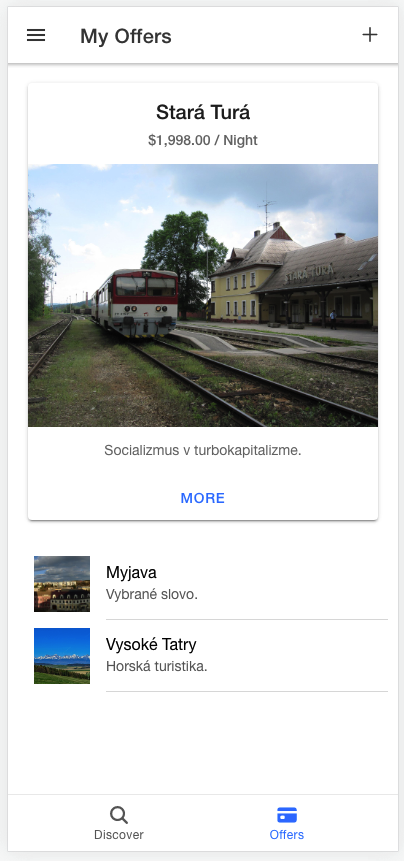 My Offers
Stará Turá
$1,998.00 / Night
STARÁ TURÁ
Socializmus v turbokapitalizme.
MORE
Myjava
Vybrané slovo.
Vysoké Tatry
Horská turistika.
Discover
Offers